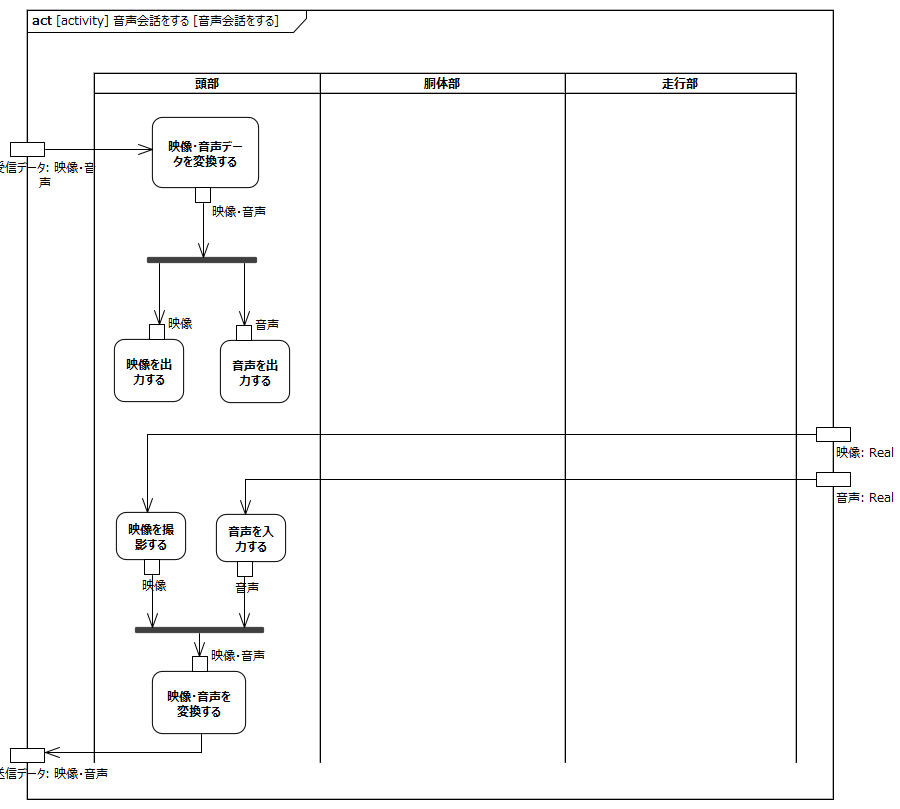 act [activity] 音声会話をする [音声会話をする]
頭部
胴体部
走行部
映像・音声デー
タを変換する
受信データ: 映像・音
声
映像・音声
映像
音声
映像を出
力する
音声を出
力する
映像: Real
音声: Real
映像を撮
影する
音声を入
力する
映像
音声
映像・音声
映像・音声を
変換する
送信データ: 映像・音声